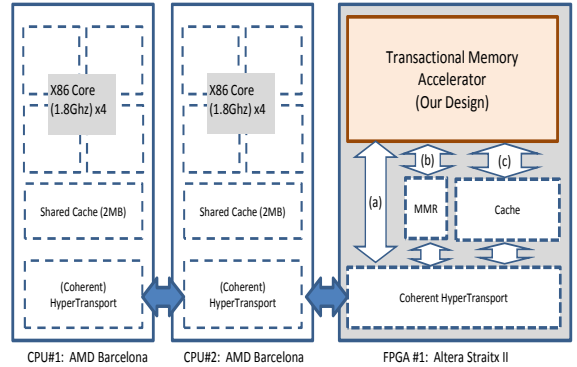 X86 Core
(1.8Ghz) x4
Shared Cache (2MB)
(Coherent)
HyperTransport
CPU#1: AMD Barcelona
X86 Core
(1.8Ghz) x4
Shared Cache (2MB)
(Coherent)
HyperTransport
CPU#2: AMD Barcelona
Transactional Memory
Accelerator
(Our Design)
(a)
(b)
(c)
MMR
Cache
Coherent HyperTransport
FPGA #1: Altera Straitx II